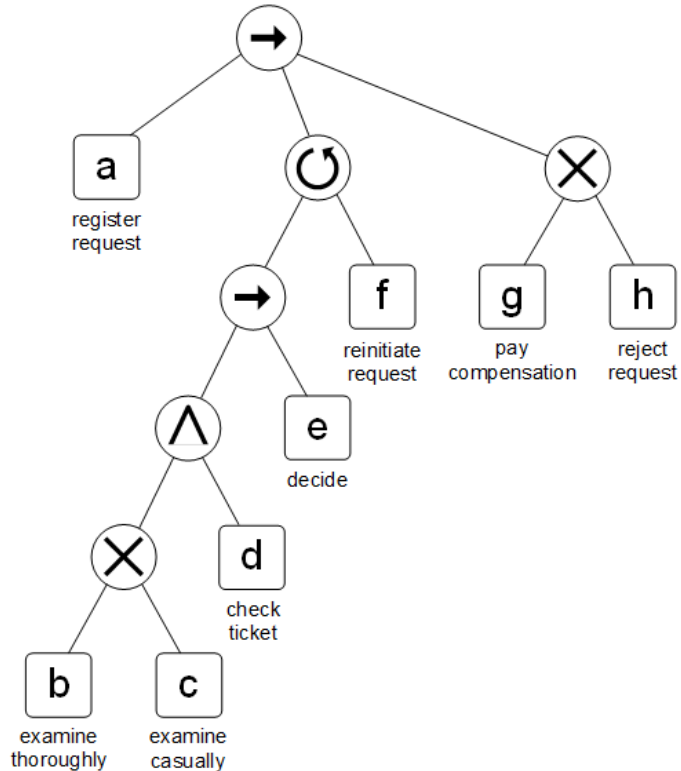 a
register
request
f
reinitiate
request
g
pay
compensation
h
reject
request
e
decide
d
check
ticket
b
examine
thoroughly
c
examine
casually